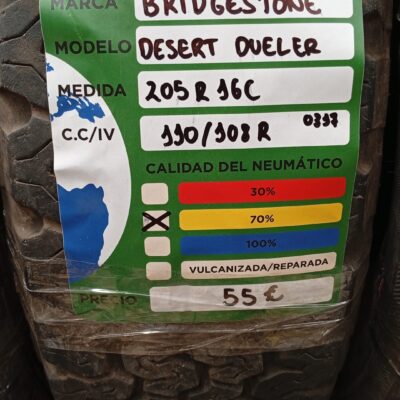 MARCA BRIDGESTONE
MODELO DESERT DUELER
MEDIDA 205 R 16C
C.C/IV 110/108 R 0317
CALIDAD DEL NEUMÁTICO
30%
70%
100%
VULCANIZADA/REPARADA
PRECIO 55 €